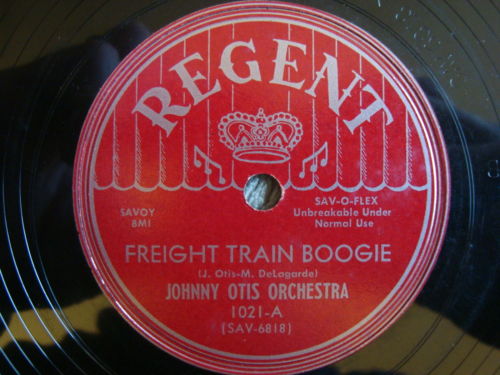 REGENT
SAVOY
BMI
SAV-O-FLEX
Unbreakable Under
Normal Use
FREIGHT TRAIN BOOGIE
(J. Otis-M. DeLagarde)
JOHNNY OTIS ORCHESTRA
1021-A
(SAV-6818)